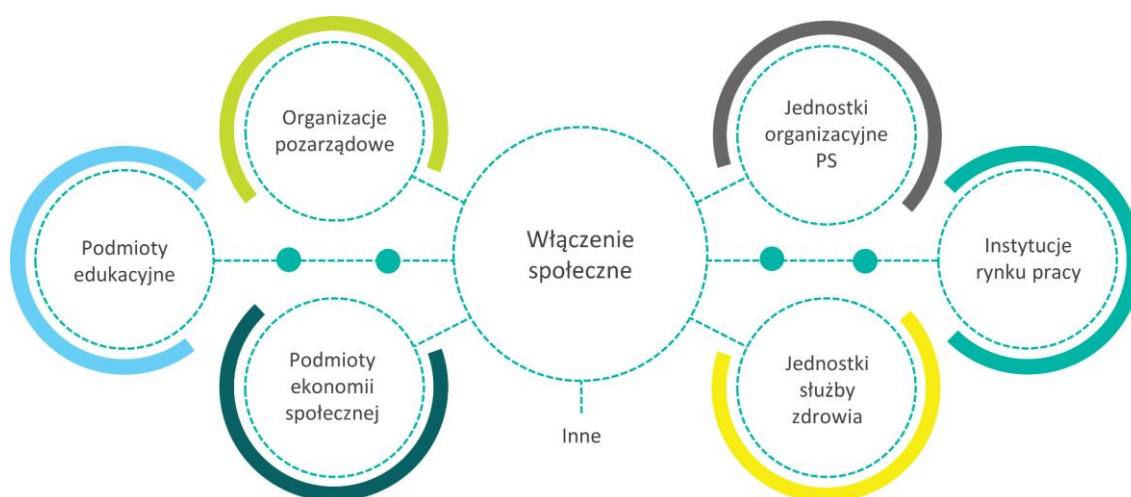 Organizacje
pozarządowe
Jednostki
organizacyjne
PS
Podmioty
edukacyjne
Włączenie
społeczne
Instytucje
rynku pracy
Podmioty
ekonomii
społecznej
Jednostki
służby
zdrowia
Inne